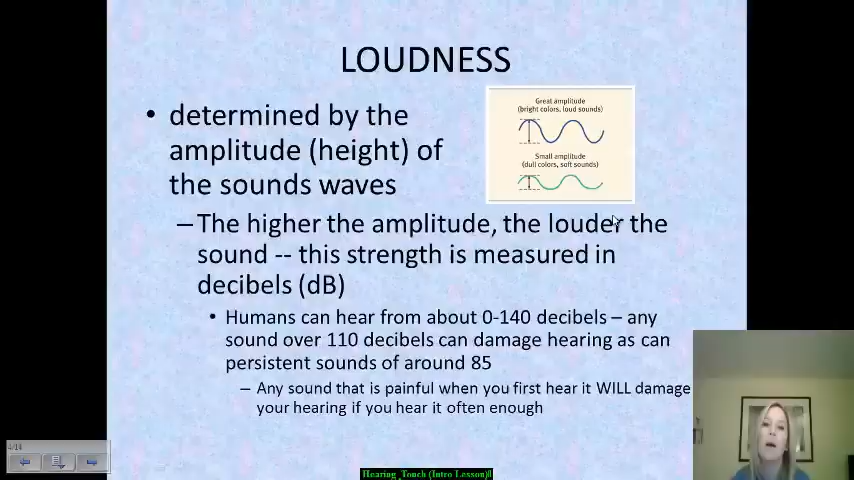 LOUDNESS
• determined by the
amplitude (height) of
the sounds waves
Great amplitude
(bright colors, loud sounds)
Small amplitude
(dull colors, soft sounds)
–The higher the amplitude, the louder the
sound -- this strength is measured in
decibels (dB)
• Humans can hear from about 0-140 decibels – any
sound over 110 decibels can damage hearing as can
persistent sounds of around 85
– Any sound that is painful when you first hear it WILL damage
your hearing if you hear it often enough
4/14
Hearing_Touch (Intro Lesson)